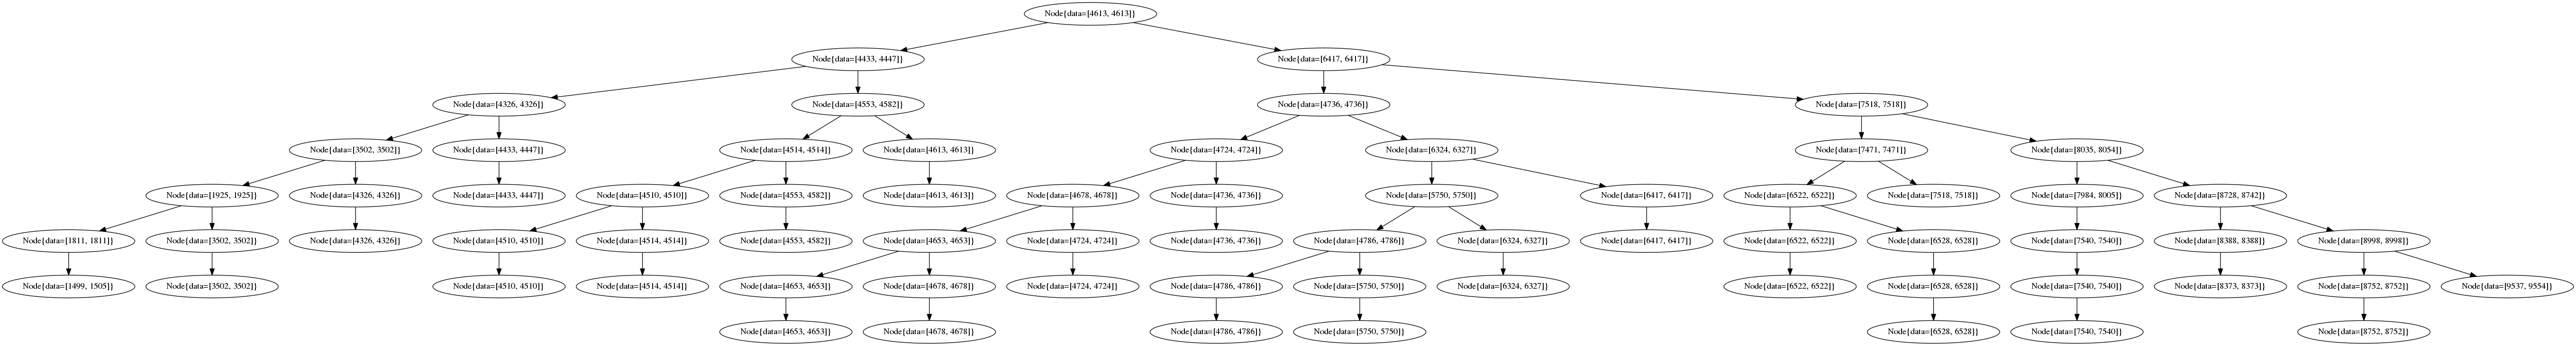 Node{data=[4613, 4613]}
Node{data=[4433, 4447]}
Node{data=[6417, 6417]}
Node{data=[4326, 4326]}
Node{data=[4553, 4582]}
Node{data=[4736, 4736]}
Node{data=[7518, 7518]}
Node{data=[3502, 3502]}
Node{data=[4433, 4447]}
Node{data=[4514, 4514]}
Node{data=[4613, 4613]}
Node{data=[4724, 4724]}
Node{data=[6324, 6327]}
Node{data=[7471, 7471]}
Node{data=[8035, 8054]}
Node{data=[1925, 1925]}
Node{data=[4326, 4326]}
Node{data=[4433, 4447]}
Node{data=[4510, 4510]}
Node{data=[4553, 4582]}
Node{data=[4613, 4613]}
Node{data=[4678, 4678]}
Node{data=[4736, 4736]}
Node{data=[5750, 5750]}
Node{data=[6417, 6417]}
Node{data=[6522, 6522]}
Node{data=[7518, 7518]}
Node{data=[7984, 8005]}
Node{data=[8728, 8742]}
Node{data=[1811, 1811]}
Node{data=[3502, 3502]}
Node{data=[4326, 4326]}
Node{data=[4510, 4510]}
Node{data=[4514, 4514]}
Node{data=[4553, 4582]}
Node{data=[4653, 4653]}
Node{data=[4724, 4724]}
Node{data=[4736, 4736]}
Node{data=[4786, 4786]}
Node{data=[6324, 6327]}
Node{data=[6417, 6417]}
Node{data=[6522, 6522]}
Node{data=[6528, 6528]}
Node{data=[7540, 7540]}
Node{data=[8388, 8388]}
Node{data=[8998, 8998]}
Node{data=[1499, 1505]}
Node{data=[3502, 3502]}
Node{data=[4510, 4510]}
Node{data=[4514, 4514]}
Node{data=[4653, 4653]}
Node{data=[4678, 4678]}
Node{data=[4724, 4724]}
Node{data=[4786, 4786]}
Node{data=[5750, 5750]}
Node{data=[6324, 6327]}
Node{data=[6522, 6522]}
Node{data=[6528, 6528]}
Node{data=[7540, 7540]}
Node{data=[8373, 8373]}
Node{data=[8752, 8752]}
Node{data=[9537, 9554]}
Node{data=[4653, 4653]}
Node{data=[4678, 4678]}
Node{data=[4786, 4786]}
Node{data=[5750, 5750]}
Node{data=[6528, 6528]}
Node{data=[7540, 7540]}
Node{data=[8752, 8752]}